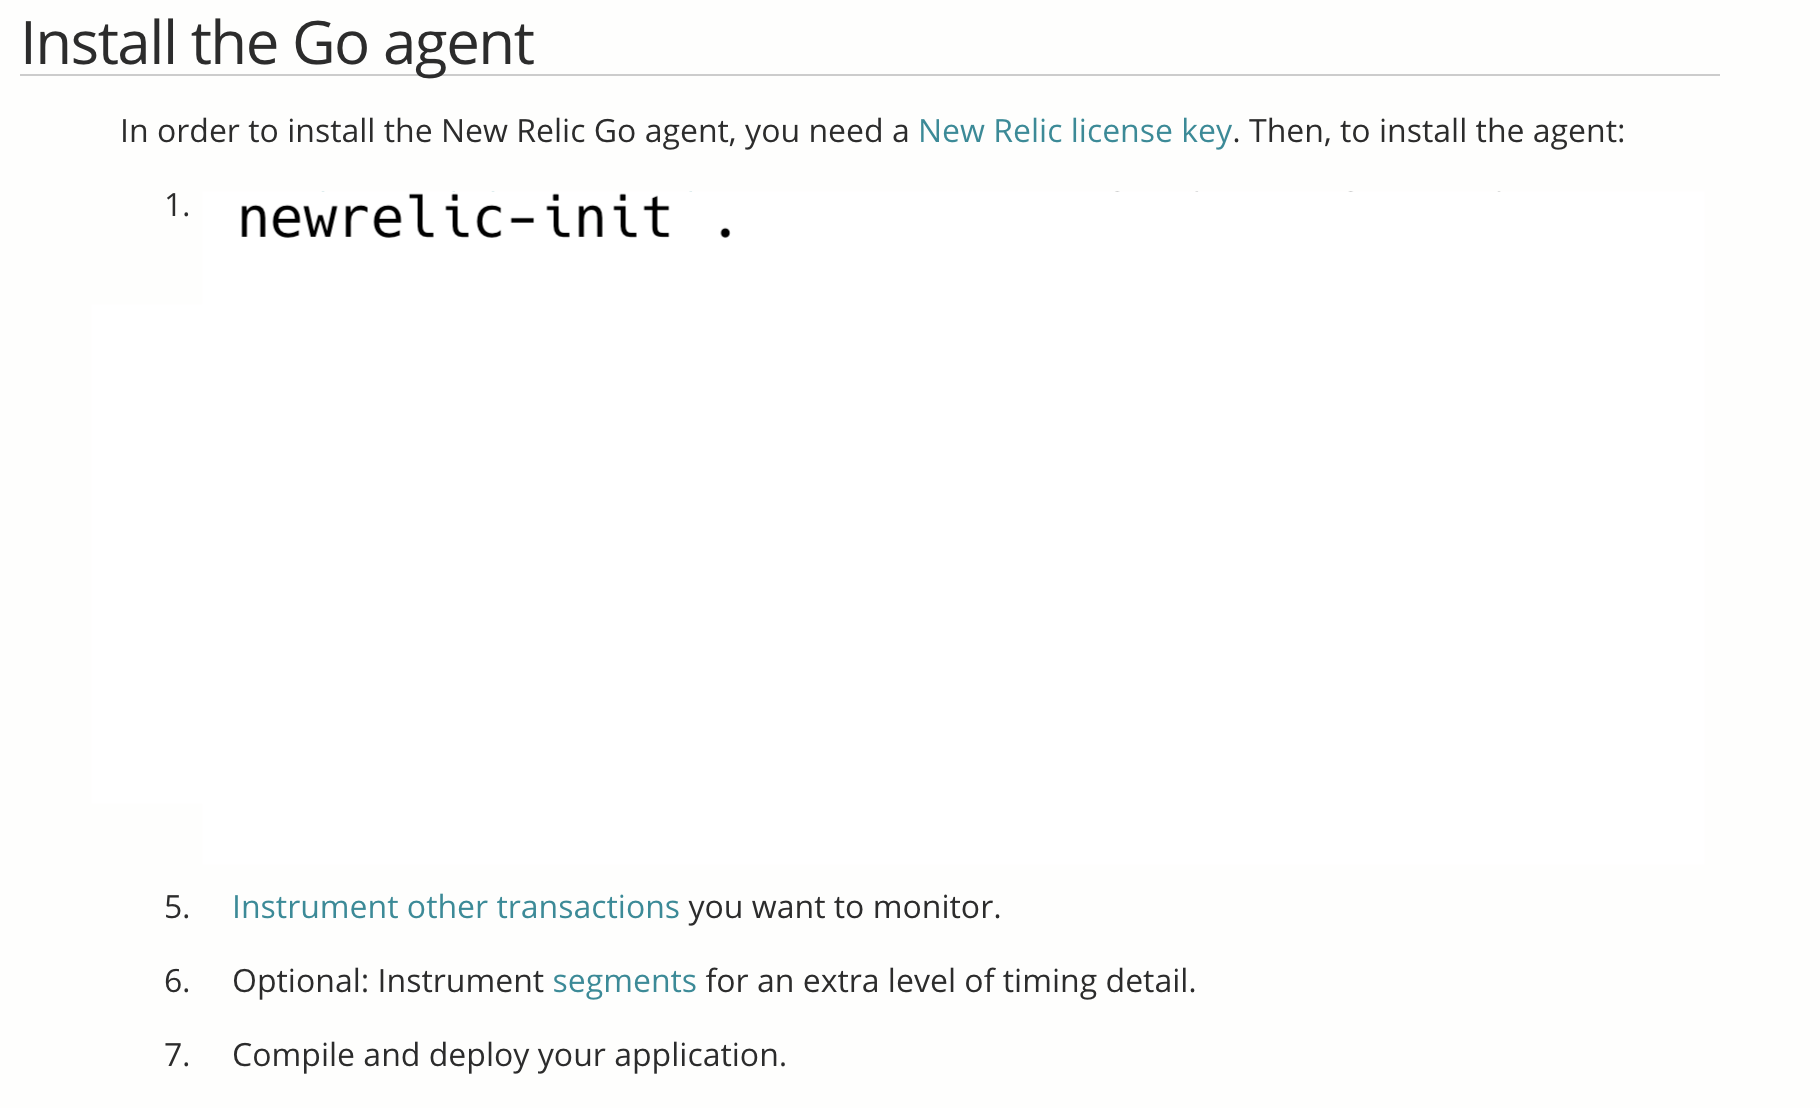 Install the Go agent
In order to install the New Relic Go agent, you need a New Relic license key. Then, to install the agent:
1. newrelic-init .
5. Instrument other transactions you want to monitor.
6. Optional: Instrument segments for an extra level of timing detail.
7. Compile and deploy your application.